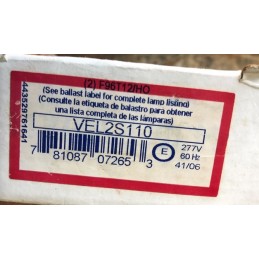 (2) F96T12/HO
(See ballast label for complete lamp listing)
(Consulte la etiqueta de balastro para obtener
una lista completa de las lámparas)
VEL2S110
7 81087 07265 3
E
277V
60 Hz
41/06
443529761641